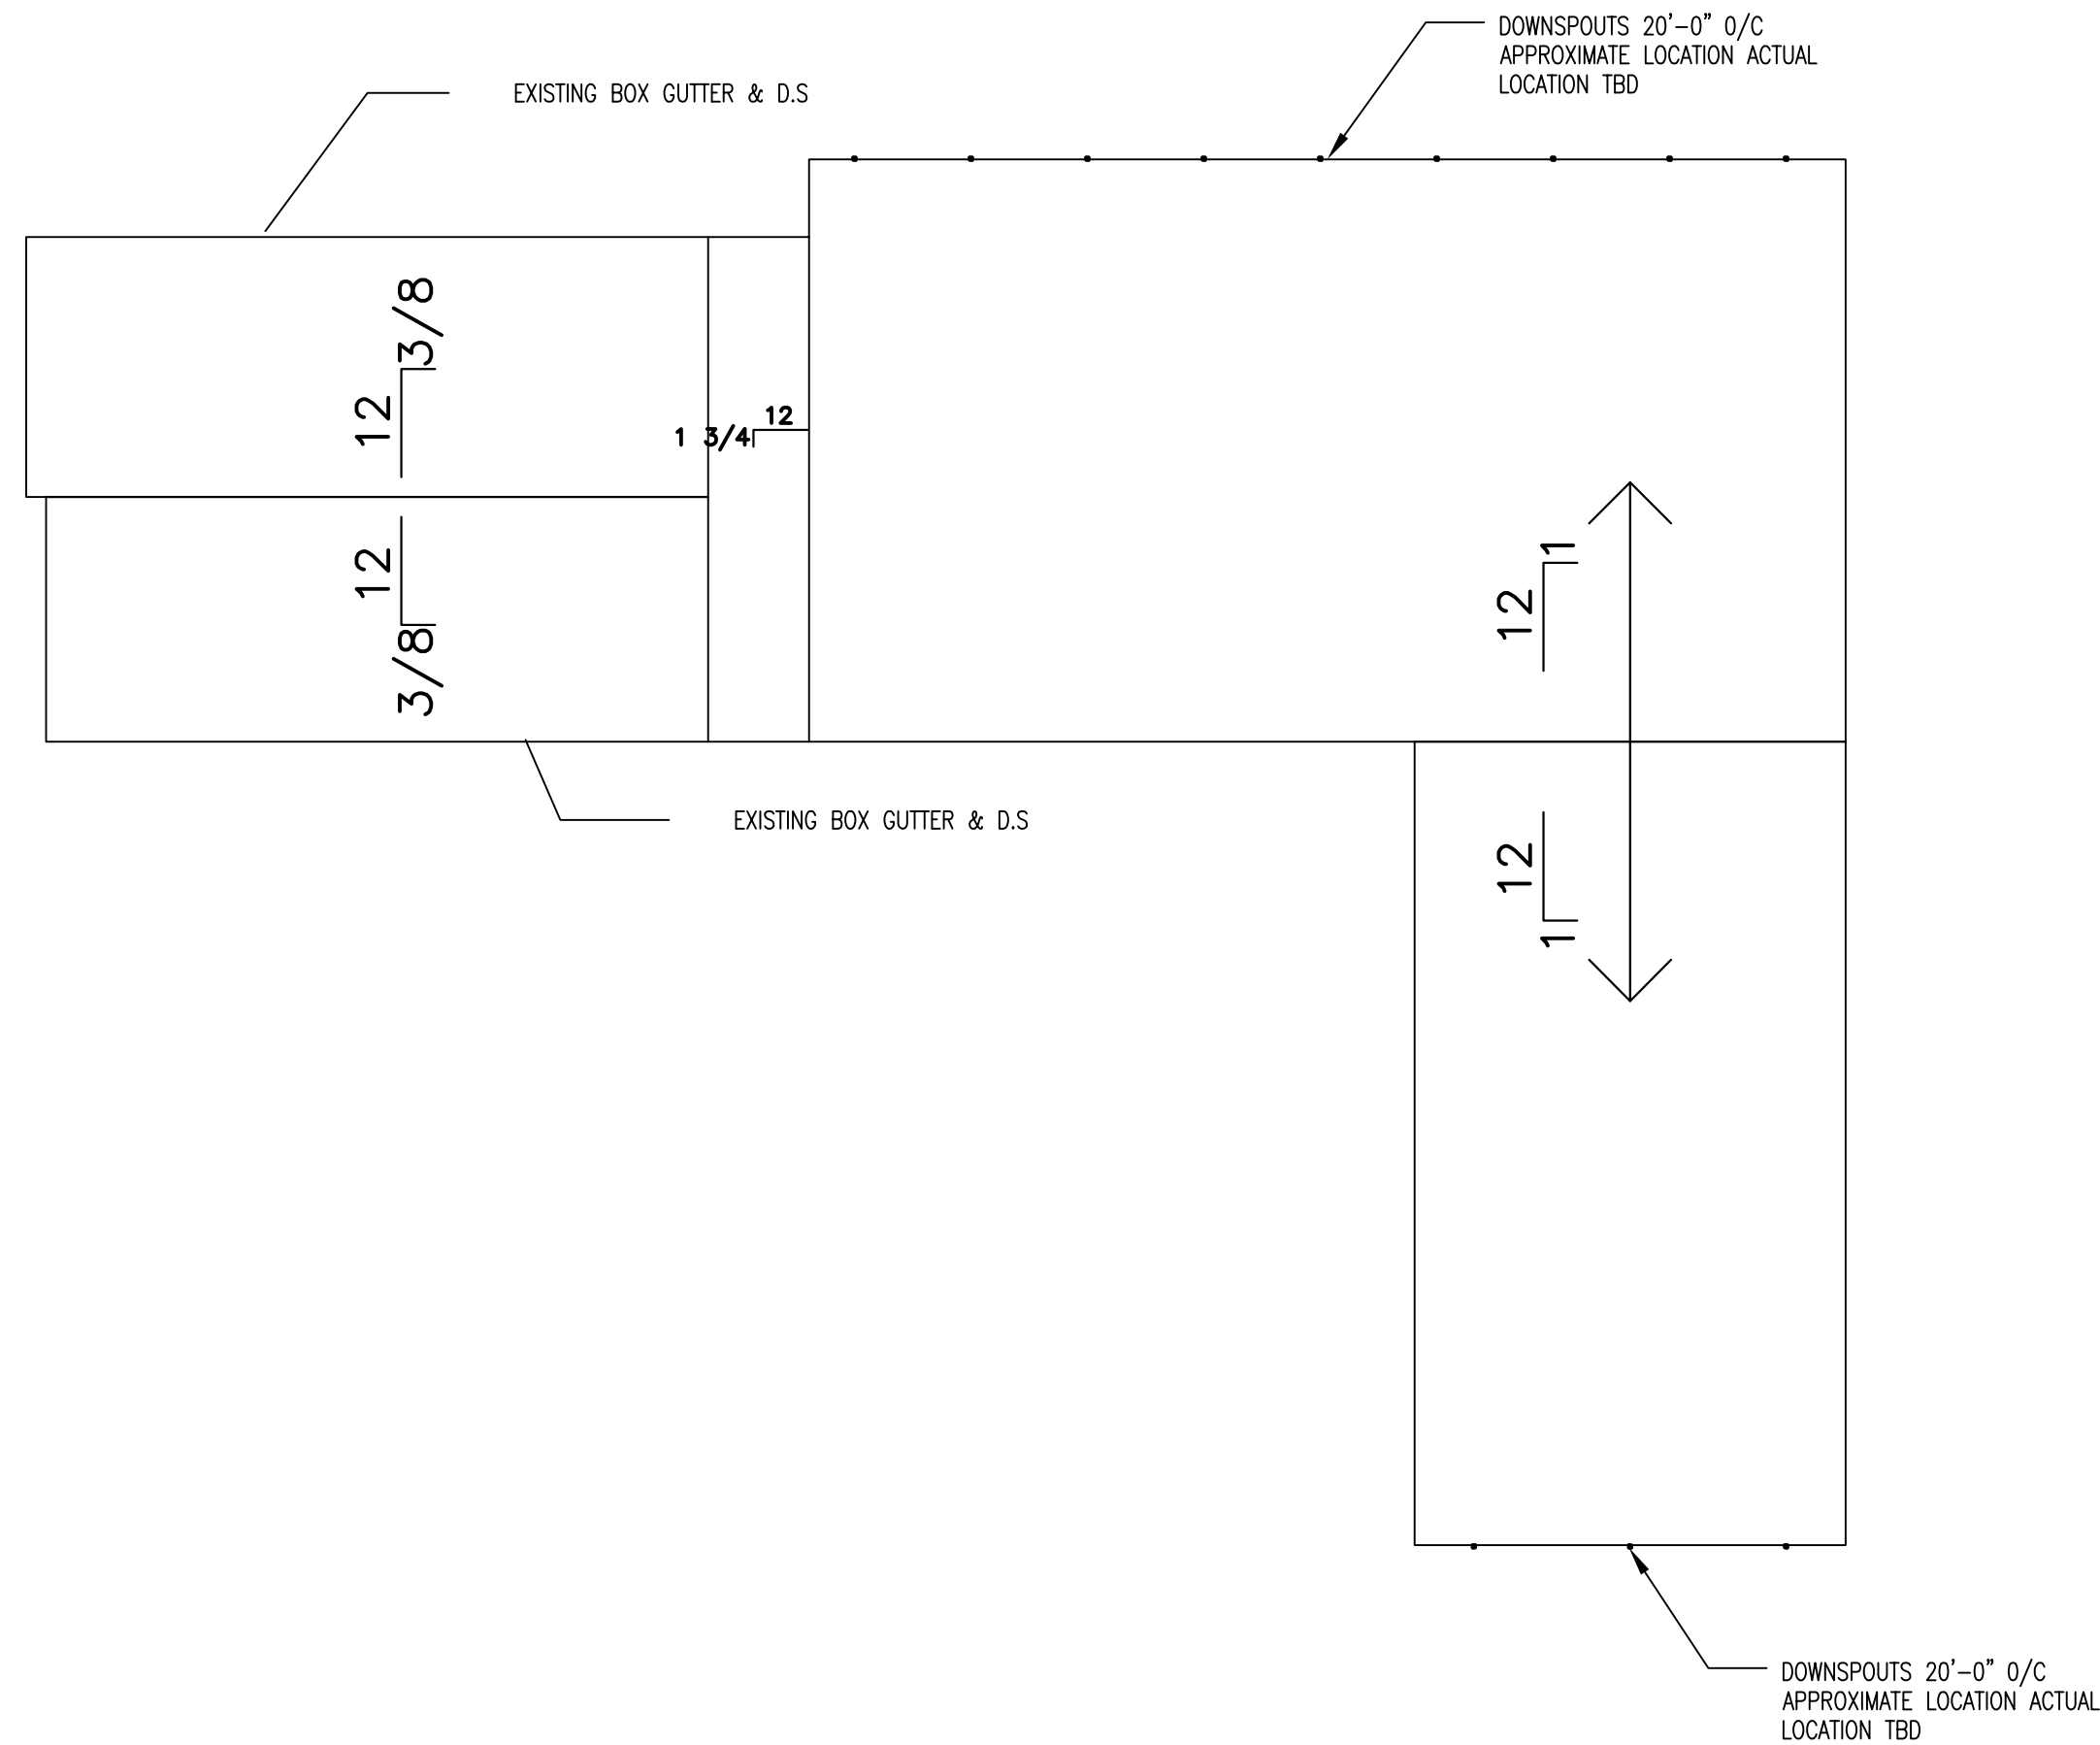 DOWNSPOUTS 20'-0" O/C
APPROXIMATE LOCATION ACTUAL
LOCATION TBD
EXISTING BOX GUTTER & D.S
3/8
12
12
1 3/4
12
3/8
1
12
EXISTING BOX GUTTER & D.S
12
1
DOWNSPOUTS 20'-0" O/C
APPROXIMATE LOCATION ACTUAL
LOCATION TBD